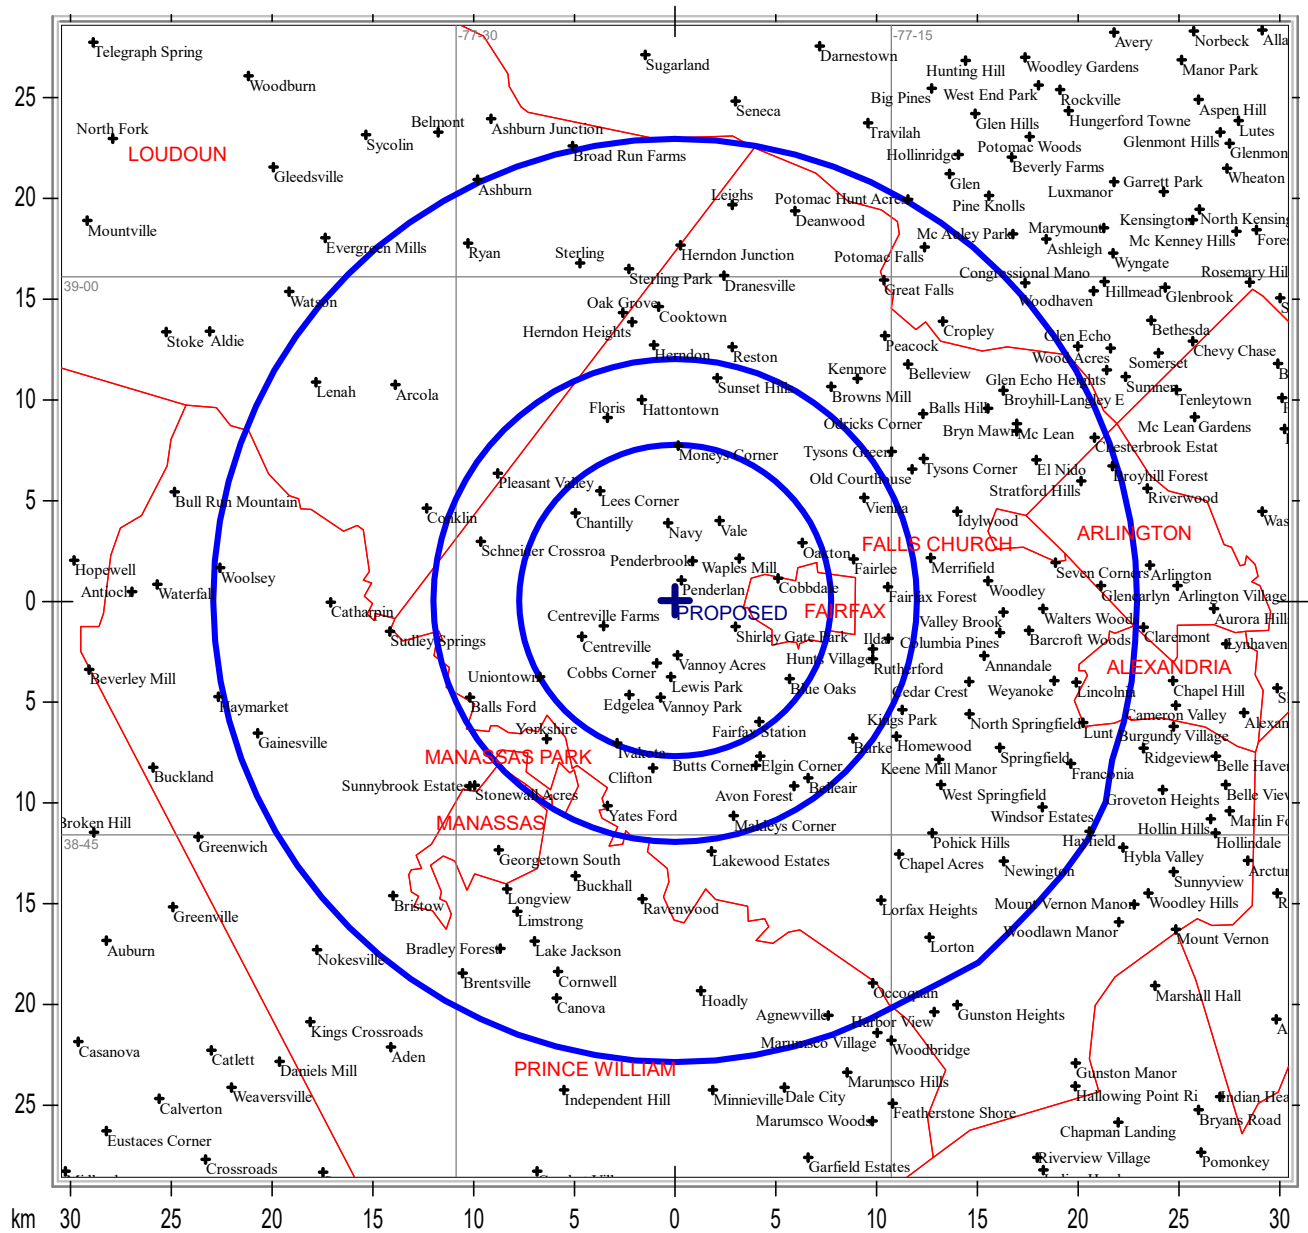 -77-30
-77-15
Telegraph Spring
Sugarland
Darnestown
Avery
Norbeck
Alla
Woodburn
Hunting Hill
Woodley Gardens
Manor Park
25
Seneca
Big Pines
West End Park
Rockville
Aspen Hill
North Fork
Belmont
Ashburn Junction
Travilah
Glen Hills
Hungerford Towne
Lutes
LOUDOUN
Sycolin
Broad Run Farms
Hollinridge
Potomac Woods
Glenmont Hills
Glenmon
Gleedsville
Ashburn
Glen
Beverly Farms
Garrett Park
Wheaton
20
Leighs
Potomac Hunt Acres
Pine Knolls
Luxmanor
Mountville
Deanwood
Mc Auley Park
Marymount
Kensington
North Kensing
Evergreen Mills
Ryan
Sterling
Herndon Junction
Potomac Falls
Ashleigh
Mc Kenney Hills
Fores
39-00
Sterling Park
Dranesville
Congressional Mano
Wyngate
Rosemary Hil
15
Watson
Oak Grove
Cooktown
Great Falls
Woodhaven
Hillmead
Glenbrook
Stoke
Aldie
Herndon Heights
Cropley
Glen Echo
Bethesda
Herndon
Reston
Peacock
Wood Acres
Somerset
Chevy Chase
Lenah
Arcola
Sunset Hills
Kenmore
Belleview
Glen Echo Heights
Sumner
10
Floris
Hattontown
Browns Mill
Balls Hill
Broyhill-Langley E
Tenleytown
Odricks Corner
Bryn Mawr
Mc Lean
Mc Lean Gardens
Moneys Corner
Tysons Green
Chesterbrook Estat
Pleasant Valley
Old Courthouse
Tysons Corner
El Nido
Broyhill Forest
5
Bull Run Mountain
Lees Corner
Vienna
Stratford Hills
Riverwood
Conklin
Chantilly
Navy
Vale
Idylwood
Was
Schneider Crossroa
Oakton
FALLS CHURCH
ARLINGTON
Hopewell
Woolsey
Penderbrook
Waples Mill
Fairlee
Merrifield
Seven Corners
Arlington
Antioch
Waterfall
Penderlan
Cobbdale
Fairfax Forest
Woodley
Glencarlyn
Arlington Village
0
Catharpin
Centreville Farms
PROPOSED
FAIRFAX
Valley Brook
Walters Woods
Aurora Hill
Sudley Springs
Centreville
Shirley Gate Park
Ilda
Columbia Pines
Barcroft Woods
Claremont
Lynhaven
Beverley Mill
Cobbs Corner
Vannoy Acres
Hunts Village
Rutherford
Annandale
ALEXANDRIA
Uniontown
Lewis Park
Blue Oaks
Cedar Crest
Weyanoke
Lincolnia
Chapel Hill
5
Haymarket
Balls Ford
Edgelea
Vannoy Park
Kings Park
North Springfield
Cameron Valley
Alexan
Gainesville
Yorkshire
Fairfax Station
Lunt
Burgundy Village
MANASSAS PARK
Ivakota
Burke
Homewood
Springfield
Ridgeview
Buckland
Clifton
Butts Corner
Elgin Corner
Keene Mill Manor
Franconia
Belle Haven
Sunnybrook Estates
Stonewall Acres
Avon Forest
Belleair
West Springfield
Groveton Heights
Belle View
10
MANASSAS
Yates Ford
Makleys Corner
Windsor Estates
Hollin Hills
Marlin Fo
Broken Hill
Hayfield
Hollindale
38-45
Greenwich
Georgetown South
Lakewood Estates
Pohick Hills
Hybla Valley
Buckhall
Chapel Acres
Newington
Sunnyview
Arctur
15
Greenville
Bristow
Longview
Limstrong
Ravenwood
Lorfax Heights
Mount Vernon Manor
Woodley Hills
Auburn
Nokesville
Bradley Forest
Lake Jackson
Lorton
Woodlawn Manor
Mount Vernon
Brentsville
Cornwell
Occoquan
Marshall Hall
20
Canova
Hoadly
Agnewville
Harbor View
Gunston Heights
Kings Crossroads
Marumsco Village
Woodbridge
Casanova
Catlett
Daniels Mill
Aden
PRINCE WILLIAM
Gunston Manor
25
Calverton
Weaversville
Independent Hill
Minnieville
Dale City
Marumsco Hills
Hallowing Point Ri
Indian Hea
Eustaces Corner
Marumsco Woods
Featherstone Shore
Chapman Landing
Bryans Road
Crossroads
Garfield Estates
Riverview Village
Pomonkey
km 30 25 20 15 10 5 0 5 10 15 20 25 30